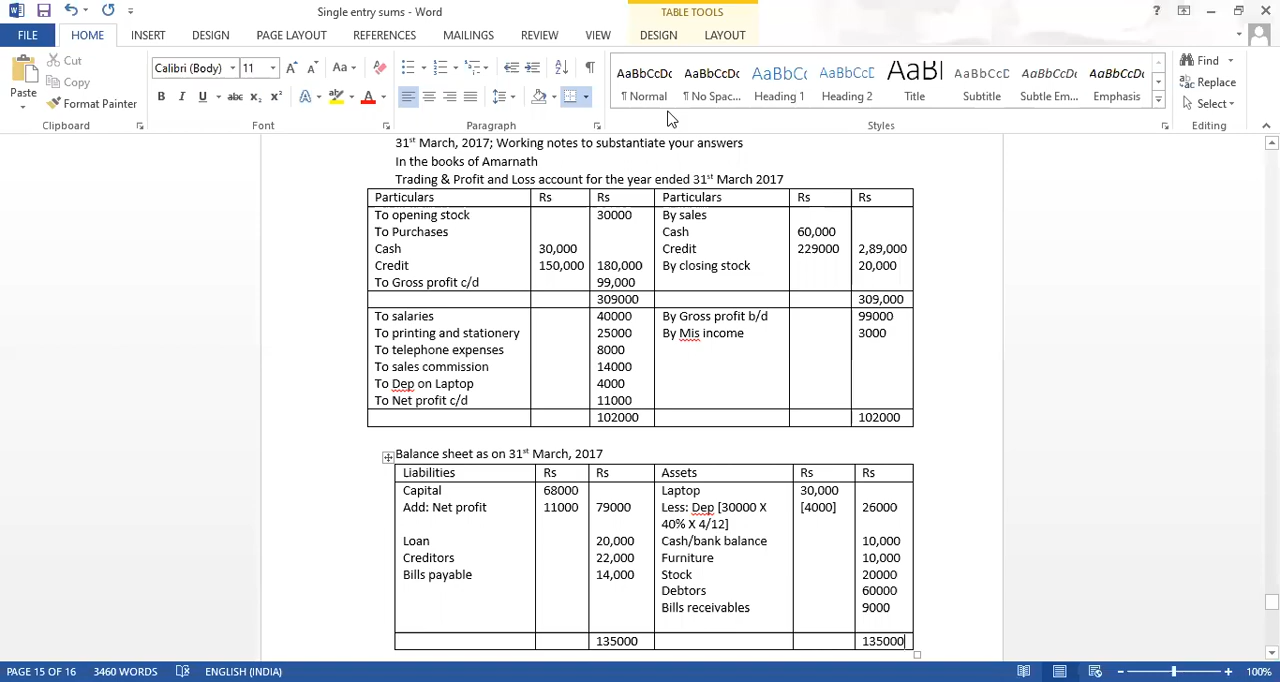 Single entry sums - Word
TABLE TOOLS
FILE HOME INSERT DESIGN PAGE LAYOUT REFERENCES MAILINGS REVIEW VIEW DESIGN LAYOUT
Paste
Cut
Copy
Format Painter
Clipboard
Calibri (Body) 11
Font
Paragraph
AaBbCcDc AaBbCcDc AaBbCc AaBbCcD AaBI AaBbCcD AaBbCcDc AaBbCcDc
¶ Normal ¶ No Spac... Heading 1 Heading 2 Title Subtitle Subtle Em... Emphasis
Styles
Find
Replace
Select
Editing
31st March, 2017; Working notes to substantiate your answers
In the books of Amarnath
Trading & Profit and Loss account for the year ended 31st March 2017
Particulars Rs Rs Particulars Rs Rs
To opening stock 30000 By sales
To Purchases Cash 60,000
Cash 30,000 Credit 229000 2,89,000
Credit 150,000 180,000 By closing stock 20,000
To Gross profit c/d 99,000
309000 309,000
To salaries 40000 By Gross profit b/d 99000
To printing and stationery 25000 By Mis income 3000
To telephone expenses 8000
To sales commission 14000
To Dep on Laptop 4000
To Net profit c/d 11000
102000 102000
Balance sheet as on 31st March, 2017
Liabilities Rs Rs Assets Rs Rs
Capital 68000 Laptop 30,000
Add: Net profit 11000 79000 Less: Dep [30000 X [4000] 26000
40% X 4/12]
Loan 20,000 Cash/bank balance 10,000
Creditors 22,000 Furniture 10,000
Bills payable 14,000 Stock 20000
Debtors 60000
Bills receivables 9000
135000 135000
PAGE 15 OF 16 3460 WORDS ENGLISH (INDIA) 100%